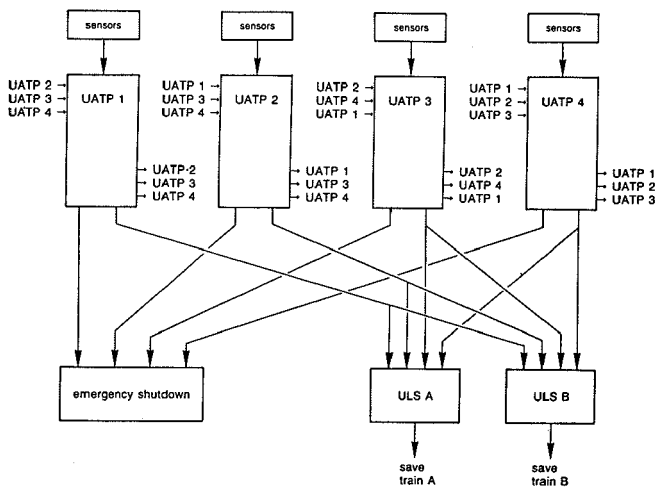 sensors
sensors
sensors
sensors
UATP 2
UATP 3
UATP 4
UATP 1
UATP 1
UATP 3
UATP 4
UATP 2
UATP 2
UATP 4
UATP 1
UATP 3
UATP 1
UATP 2
UATP 3
UATP 4
UATP-2
UATP 3
UATP 4
UATP 1
UATP 3
UATP 4
UATP 2
UATP 4
UATP 1
UATP 1
UATP 2
UATP 3
emergency shutdown
ULS A
ULS B
save
train A
save
train B